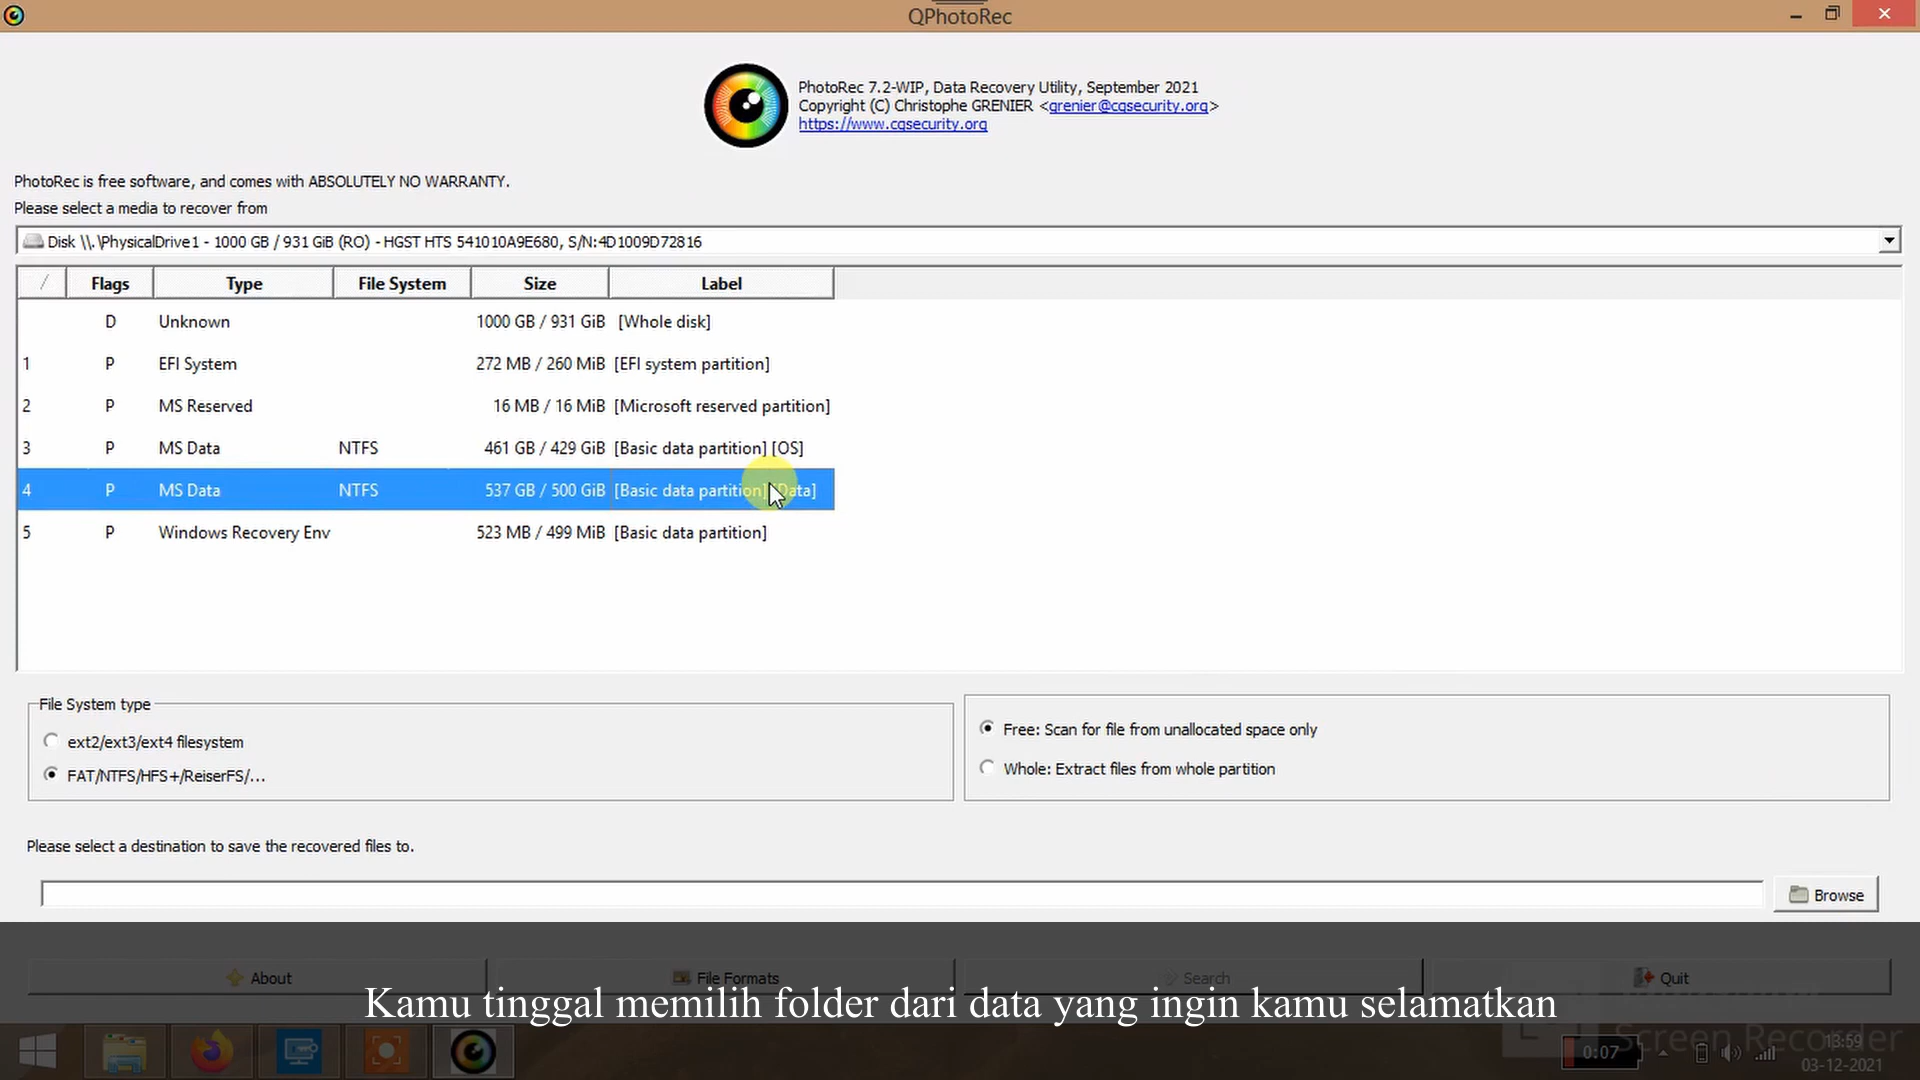 QPhotoRec
PhotoRec 7.2-WIP, Data Recovery Utility, September 2021
Copyright (C) Christophe GRENIER <grenier@cgsecurity.org>
https://www.cgsecurity.org
PhotoRec is free software, and comes with ABSOLUTELY NO WARRANTY.
Please select a media to recover from
Disk \\.\PhysicalDrive1 - 1000 GB / 931 GiB (RO) - HGST HTS 541010A9E680, S/N:4D1009D72816
/ Flags Type File System Size Label
D Unknown 1000 GB / 931 GiB [Whole disk]
1 P EFI System 272 MB / 260 MiB [EFI system partition]
2 P MS Reserved 16 MB / 16 MiB [Microsoft reserved partition]
3 P MS Data NTFS 461 GB / 429 GiB [Basic data partition] [OS]
4 P MS Data NTFS 537 GB / 500 GiB [Basic data partition] [Data]
5 P Windows Recovery Env 523 MB / 499 MiB [Basic data partition]
File System type
ext2/ext3/ext4 filesystem
FAT/NTFS/HFS+/ReiserFS/...
Free: Scan for file from unallocated space only
Whole: Extract files from whole partition
Please select a destination to save the recovered files to.
Browse
About File Formats Search Quit
Kamu tinggal memilih folder dari data yang ingin kamu selamatkan
Screen Recorder
0:07
13:59
03-12-2021